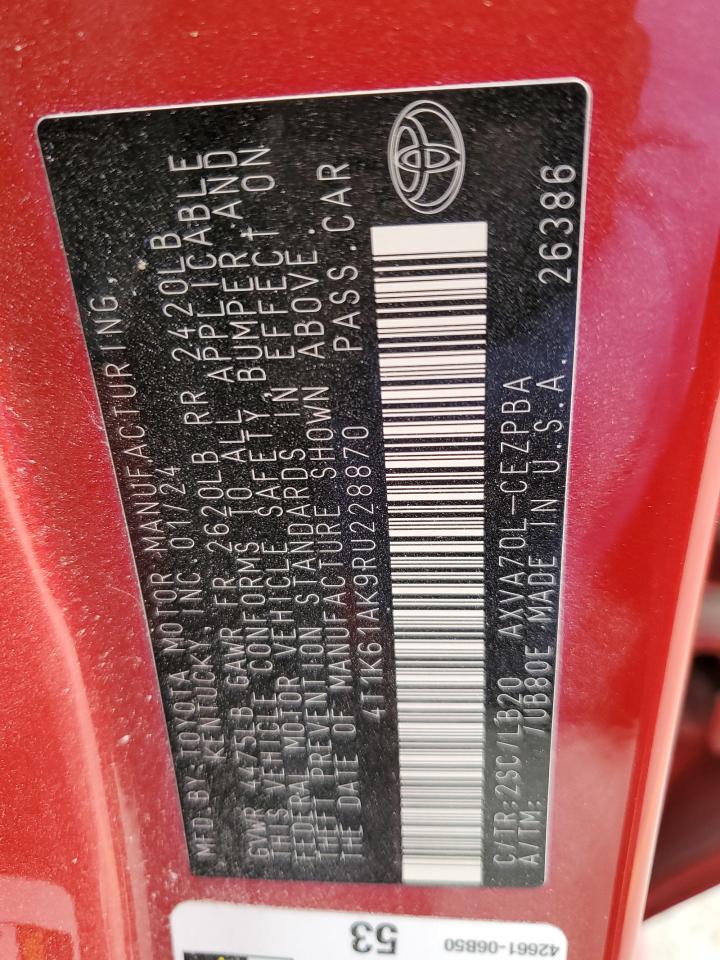 MFD BY: TOYOTA MOTOR MANUFACTURING,
KENTUCKY, INC. 01/24
GVWR 4475LB GAWR FR 2620LB RR 2420LB
THIS VEHICLE CONFORMS TO ALL APPLICABLE
FEDERAL MOTOR VEHICLE SAFETY, BUMPER, AND
THEFT PREVENTION STANDARDS IN EFFECT ON
THE DATE OF MANUFACTURE SHOWN ABOVE.
4T1K61AK9RU228870 PASS.CAR
C/TR:2SC/LB20 AXVA70L-CEZPBA
A/TM: /UB80E MADE IN U.S.A. 26386
53
42661-06B50